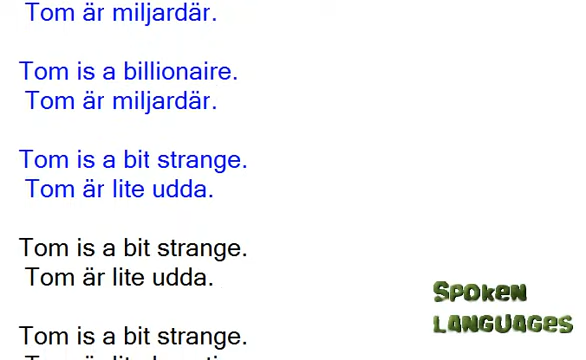 Tom är miljardär.
Tom is a billionaire.
Tom är miljardär.
Tom is a bit strange.
Tom är lite udda.
Tom is a bit strange.
Tom är lite udda.
Tom is a bit strange.
Spoken
Languages